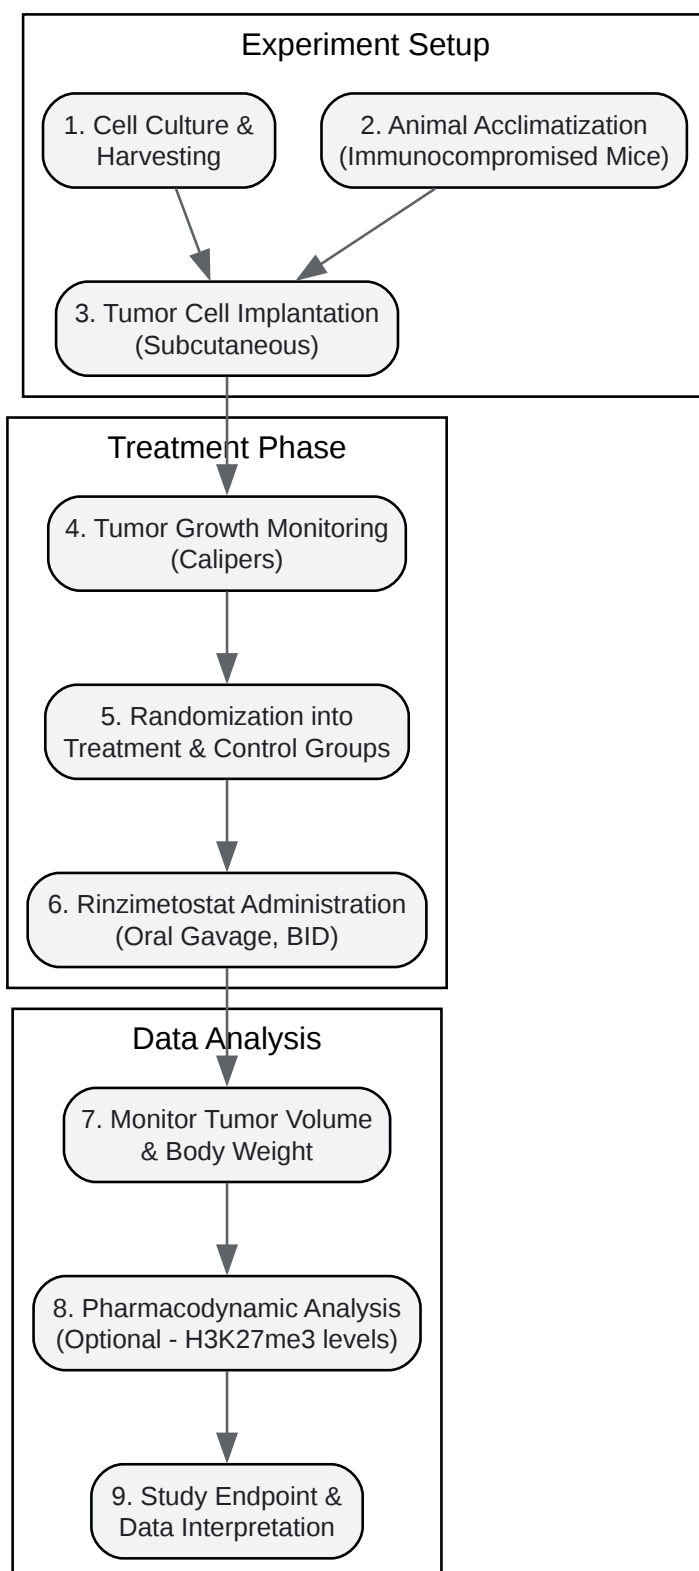 Experiment Setup
1. Cell Culture &
Harvesting
2. Animal Acclimatization
(Immunocompromised Mice)
3. Tumor Cell Implantation
(Subcutaneous)
Treatment Phase
4. Tumor Growth Monitoring
(Calipers)
5. Randomization into
Treatment & Control Groups
6. Rinzimetostat Administration
(Oral Gavage, BID)
Data Analysis
7. Monitor Tumor Volume
& Body Weight
8. Pharmacodynamic Analysis
(Optional - H3K27me3 levels)
9. Study Endpoint &
Data Interpretation